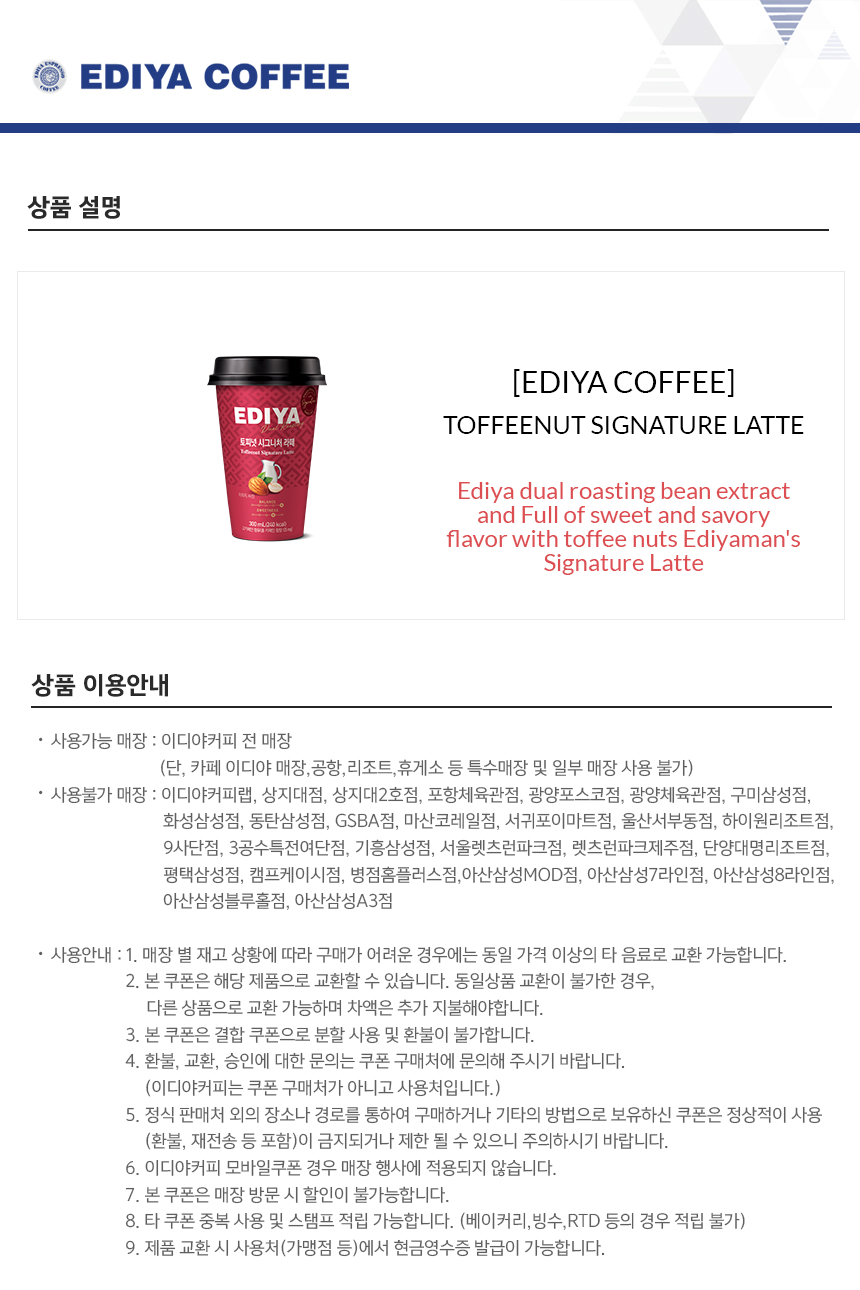 EDIYA ESPRESSO COFFEE
EDIYA COFFEE
상품 설명
EDIYA
토피넛 시그니처 라떼
Toffeenut Signature Latte
BALANCE
SWEETNESS
300 mL(260 kcal)
[EDIYA COFFEE]
TOFFEENUT SIGNATURE LATTE
Ediya dual roasting bean extract
and Full of sweet and savory
flavor with toffee nuts Ediyaman's
Signature Latte
상품 이용안내
· 사용가능 매장 : 이디야커피 전 매장
(단, 카페 이디야 매장,공항,리조트,휴게소 등 특수매장 및 일부 매장 사용 불가)
· 사용불가 매장 : 이디야커피랩, 상지대점, 상지대2호점, 포항체육관점, 광양포스코점, 광양체육관점, 구미삼성점,
화성삼성점, 동탄삼성점, GSBA점, 마산코레일점, 서귀포이마트점, 울산서부동점, 하이원리조트점,
9사단점, 3공수특전여단점, 기흥삼성점, 서울렛츠런파크점, 렛츠런파크제주점, 단양대명리조트점,
평택삼성점, 캠프케이시점, 병점홈플러스점,아산삼성MOD점, 아산삼성7라인점, 아산삼성8라인점,
아산삼성블루홀점, 아산삼성A3점
· 사용안내 : 1. 매장 별 재고 상황에 따라 구매가 어려운 경우에는 동일 가격 이상의 타 음료로 교환 가능합니다.
2. 본 쿠폰은 해당 제품으로 교환할 수 있습니다. 동일상품 교환이 불가한 경우,
다른 상품으로 교환 가능하며 차액은 추가 지불해야합니다.
3. 본 쿠폰은 결합 쿠폰으로 분할 사용 및 환불이 불가합니다.
4. 환불, 교환, 승인에 대한 문의는 쿠폰 구매처에 문의해 주시기 바랍니다.
(이디야커피는 쿠폰 구매처가 아니고 사용처입니다.)
5. 정식 판매처 외의 장소나 경로를 통하여 구매하거나 기타의 방법으로 보유하신 쿠폰은 정상적이 사용
(환불, 재전송 등 포함)이 금지되거나 제한 될 수 있으니 주의하시기 바랍니다.
6. 이디야커피 모바일쿠폰 경우 매장 행사에 적용되지 않습니다.
7. 본 쿠폰은 매장 방문 시 할인이 불가능합니다.
8. 타 쿠폰 중복 사용 및 스탬프 적립 가능합니다. (베이커리,빙수,RTD 등의 경우 적립 불가)
9. 제품 교환 시 사용처(가맹점 등)에서 현금영수증 발급이 가능합니다.